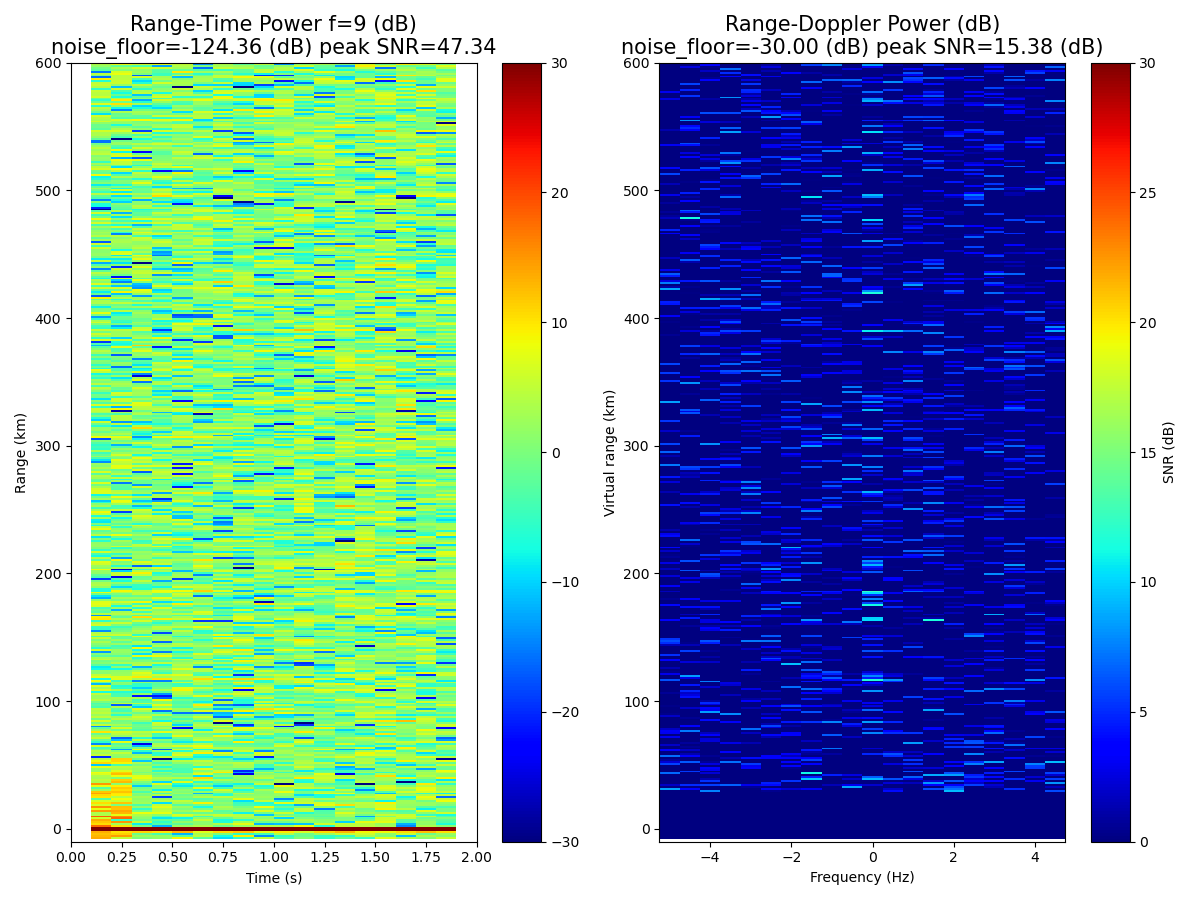 Range-Time Power f=9 (dB)
noise_floor=-124.36 (dB) peak SNR=47.34
Range-Doppler Power (dB)
noise_floor=-30.00 (dB) peak SNR=15.38 (dB)
600
500
400
300
200
100
0
Range (km)
0.00 0.25 0.50 0.75 1.00 1.25 1.50 1.75 2.00
Time (s)
30
20
10
0
−10
−20
−30
600
500
400
300
200
100
0
Virtual range (km)
−4 −2 0 2 4
Frequency (Hz)
30
25
20
15
10
5
0
SNR (dB)